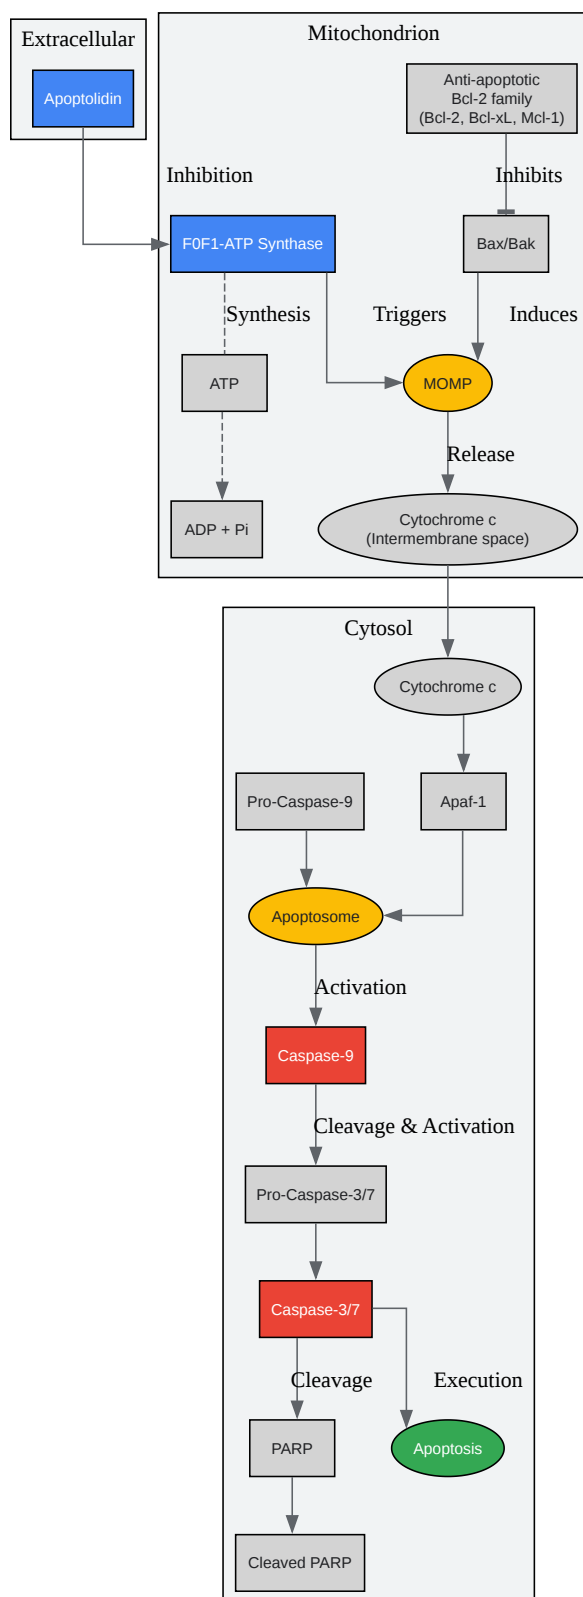 Extracellular
Apoptolidin
Mitochondrion
Anti-apoptotic
Bcl-2 family
(Bcl-2, Bcl-xL, Mcl-1)
Inhibition
Inhibits
F0F1-ATP Synthase
Bax/Bak
Synthesis
Triggers
Induces
ATP
MOMP
Release
ADP + Pi
Cytochrome c
(Intermembrane space)
Cytosol
Cytochrome c
Pro-Caspase-9
Apaf-1
Apoptosome
Activation
Caspase-9
Cleavage & Activation
Pro-Caspase-3/7
Caspase-3/7
Cleavage
Execution
PARP
Apoptosis
Cleaved PARP